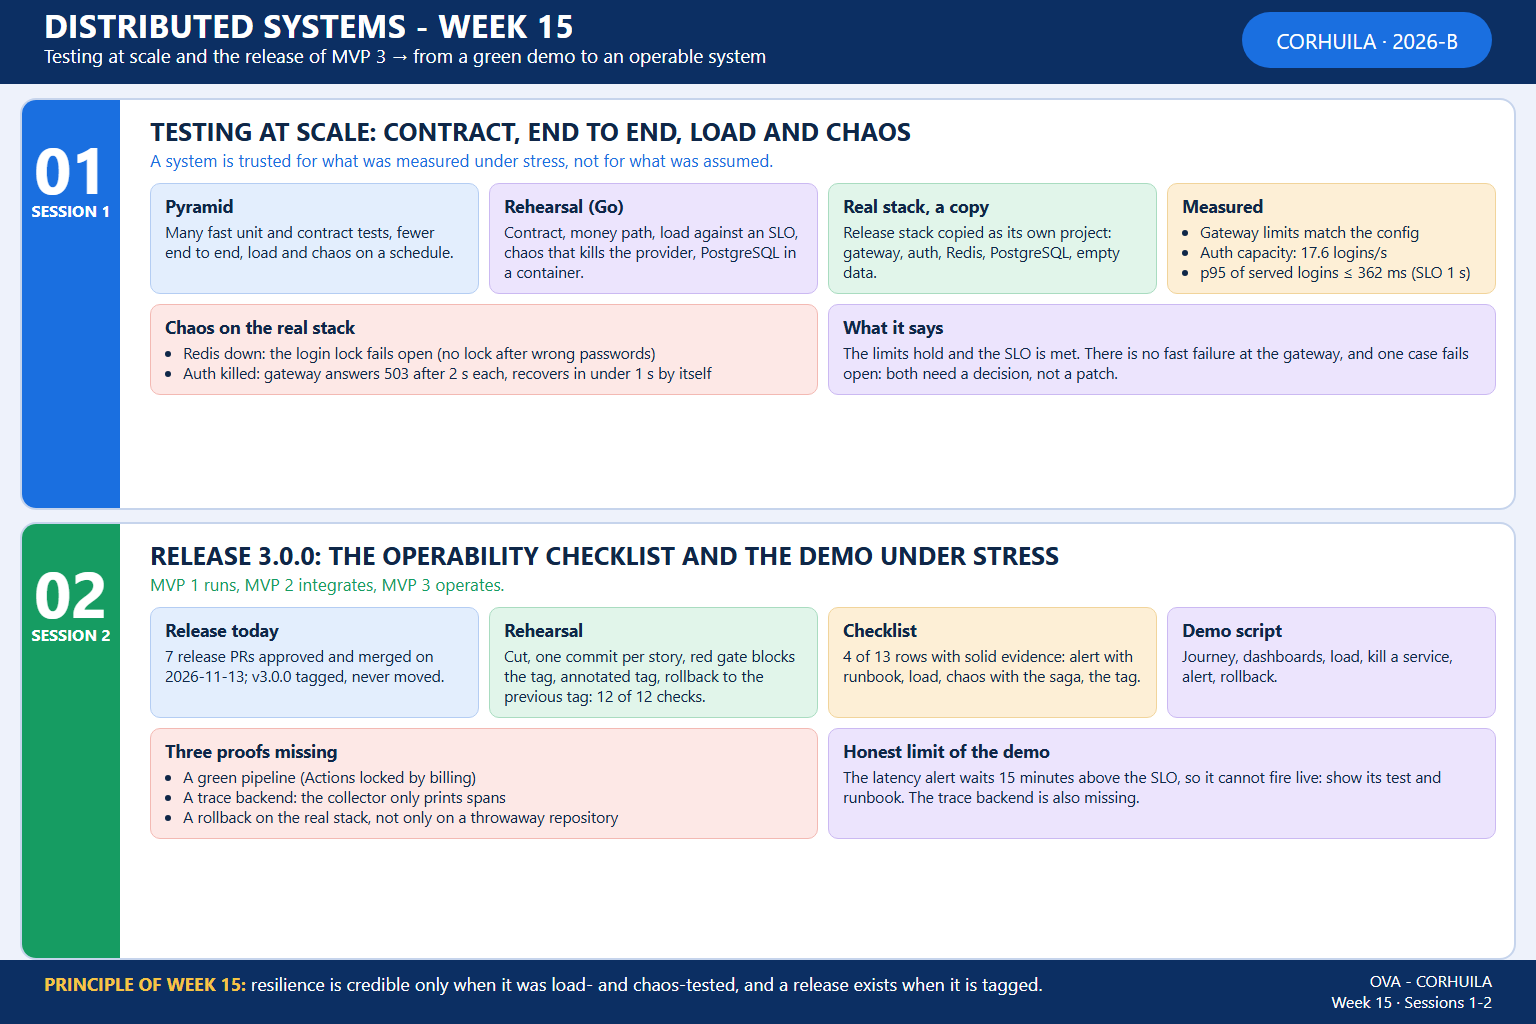 DISTRIBUTED SYSTEMS - WEEK 15
Testing at scale and the release of MVP 3 → from a green demo to an operable system
CORHUILA · 2026-B
01
SESSION 1
TESTING AT SCALE: CONTRACT, END TO END, LOAD AND CHAOS
A system is trusted for what was measured under stress, not for what was assumed.
Pyramid
Many fast unit and contract tests, fewer
end to end, load and chaos on a schedule.
Rehearsal (Go)
Contract, money path, load against an SLO,
chaos that kills the provider, PostgreSQL in
a container.
Real stack, a copy
Release stack copied as its own project:
gateway, auth, Redis, PostgreSQL, empty
data.
Measured
• Gateway limits match the config
• Auth capacity: 17.6 logins/s
• p95 of served logins ≤ 362 ms (SLO 1 s)
Chaos on the real stack
• Redis down: the login lock fails open (no lock after wrong passwords)
• Auth killed: gateway answers 503 after 2 s each, recovers in under 1 s by itself
What it says
The limits hold and the SLO is met. There is no fast failure at the gateway, and one case fails
open: both need a decision, not a patch.
02
SESSION 2
RELEASE 3.0.0: THE OPERABILITY CHECKLIST AND THE DEMO UNDER STRESS
MVP 1 runs, MVP 2 integrates, MVP 3 operates.
Release today
7 release PRs approved and merged on
2026-11-13; v3.0.0 tagged, never moved.
Rehearsal
Cut, one commit per story, red gate blocks
the tag, annotated tag, rollback to the
previous tag: 12 of 12 checks.
Checklist
4 of 13 rows with solid evidence: alert with
runbook, load, chaos with the saga, the tag.
Demo script
Journey, dashboards, load, kill a service,
alert, rollback.
Three proofs missing
• A green pipeline (Actions locked by billing)
• A trace backend: the collector only prints spans
• A rollback on the real stack, not only on a throwaway repository
Honest limit of the demo
The latency alert waits 15 minutes above the SLO, so it cannot fire live: show its test and
runbook. The trace backend is also missing.
PRINCIPLE OF WEEK 15: resilience is credible only when it was load- and chaos-tested, and a release exists when it is tagged.
OVA - CORHUILA
Week 15 · Sessions 1-2